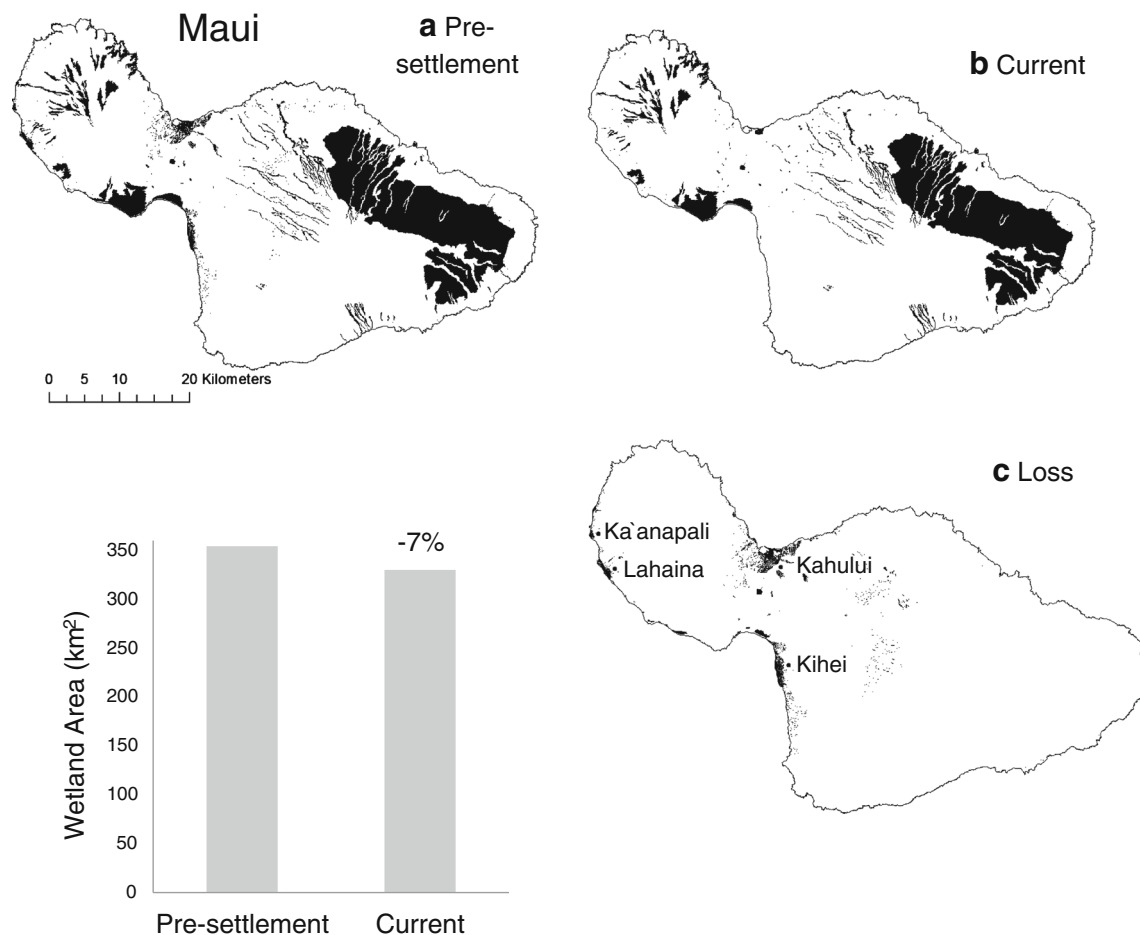 Maui
a Pre-
settlement
b Current
0 5 10 20 Kilometers
c Loss
Ka`anapali
Lahaina
Kahului
Kihei
-7%
350
300
250
200
150
100
50
0
Wetland Area (km²)
Pre-settlement Current